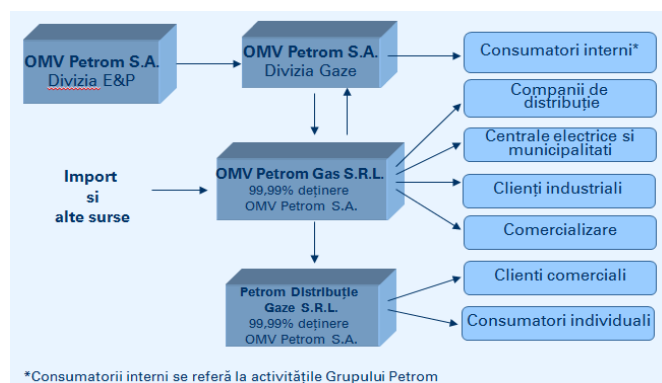 OMV Petrom S.A.
Divizia E&P
OMV Petrom S.A.
Divizia Gaze
Consumatori interni*
Companii de
distribuție
Centrale electrice si
municipalitati
Import
si
alte surse
OMV Petrom Gas S.R.L.
99,99% deținere
OMV Petrom S.A.
Clienți industriali
Comercializare
Petrom Distribuție
Gaze S.R.L.
99,99% deținere
OMV Petrom S.A.
Clienti comerciali
Consumatori individuali
*Consumatorii interni se referă la activitățile Grupului Petrom